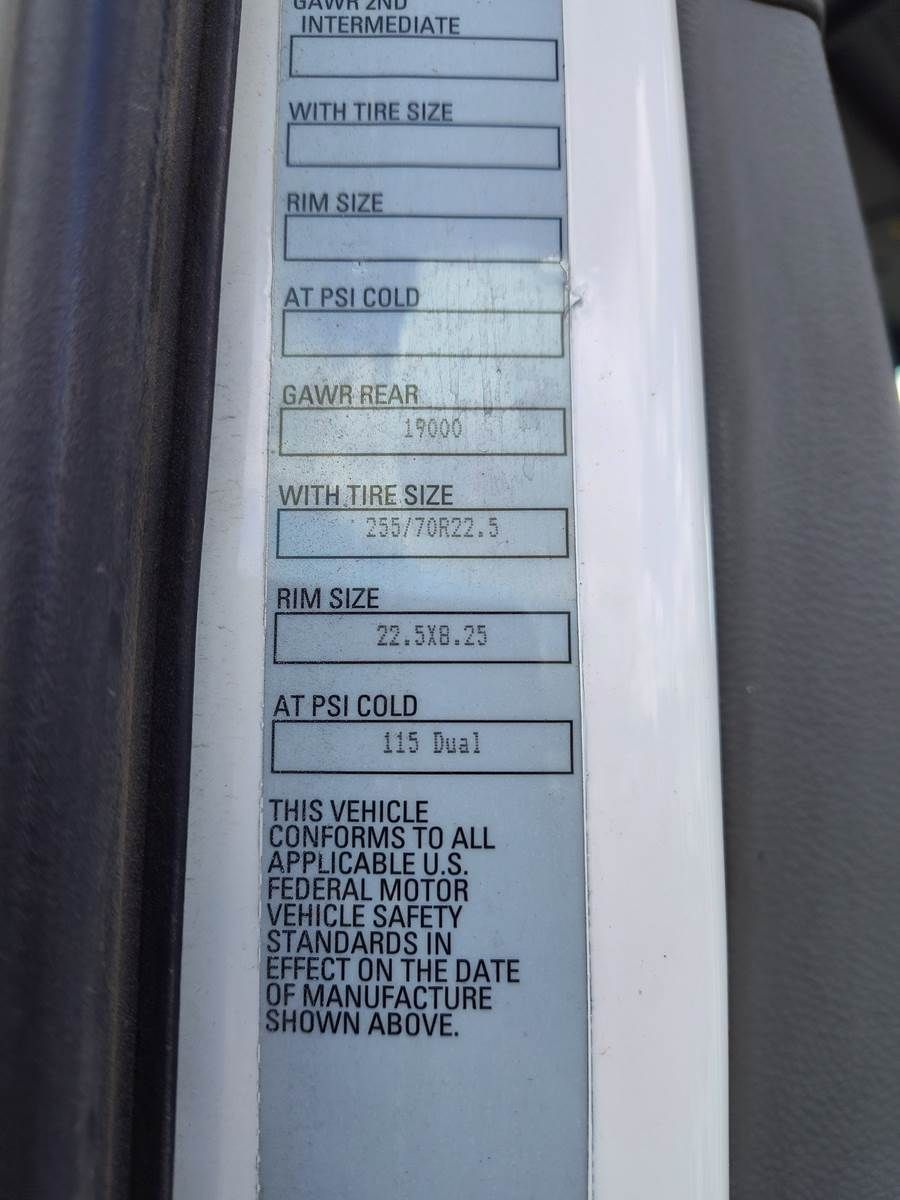 GAWR 2ND
INTERMEDIATE
WITH TIRE SIZE
RIM SIZE
AT PSI COLD
GAWR REAR
19000
WITH TIRE SIZE
255/70R22.5
RIM SIZE
22.5X8.25
AT PSI COLD
115 Dual
THIS VEHICLE
CONFORMS TO ALL
APPLICABLE U.S.
FEDERAL MOTOR
VEHICLE SAFETY
STANDARDS IN
EFFECT ON THE DATE
OF MANUFACTURE
SHOWN ABOVE.